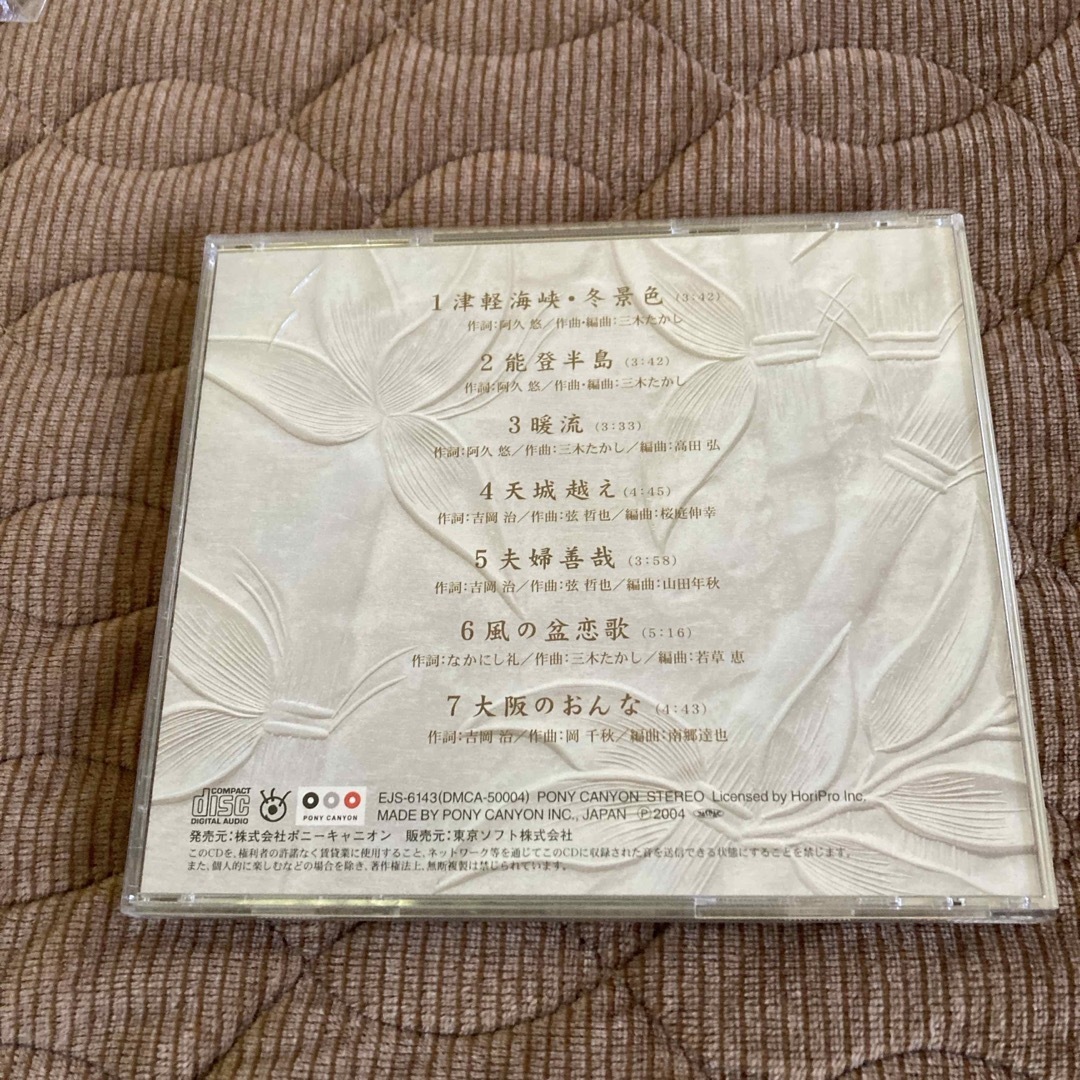 1 津軽海峡・冬景色 (3:42)
作詞:阿久 悠／作曲・編曲:三木たかし
2 能登半島 (3:42)
作詞:阿久 悠／作曲・編曲:三木たかし
3 暖流 (3:33)
作詞:阿久 悠／作曲:三木たかし／編曲:高田 弘
4 天城越え (4:45)
作詞:吉岡 治／作曲:弦 哲也／編曲:桜庭伸幸
5 夫婦善哉 (3:58)
作詞:吉岡 治／作曲:弦 哲也／編曲:山田年秋
6 風の盆恋歌 (5:16)
作詞:なかにし礼／作曲:三木たかし／編曲:若草 恵
7 大阪のおんな (4:43)
作詞:吉岡 治／作曲:岡 千秋／編曲:南郷達也
COMPACT
disc
DIGITAL AUDIO
PONY CANYON
EJS-6143(DMCA-50004) PONY CANYON STEREO Licensed by HoriPro Inc.
MADE BY PONY CANYON INC., JAPAN Ⓟ2004
発売元:株式会社ポニーキャニオン 販売元:東京ソフト株式会社
このCDを、権利者の許諾なく賃貸業に使用すること、ネットワーク等を通じてこのCDに収録された音を送信できる状態にすることを禁じます。
また、個人的に楽しむなどの場合を除き、著作権法上、無断複製は禁じられています。